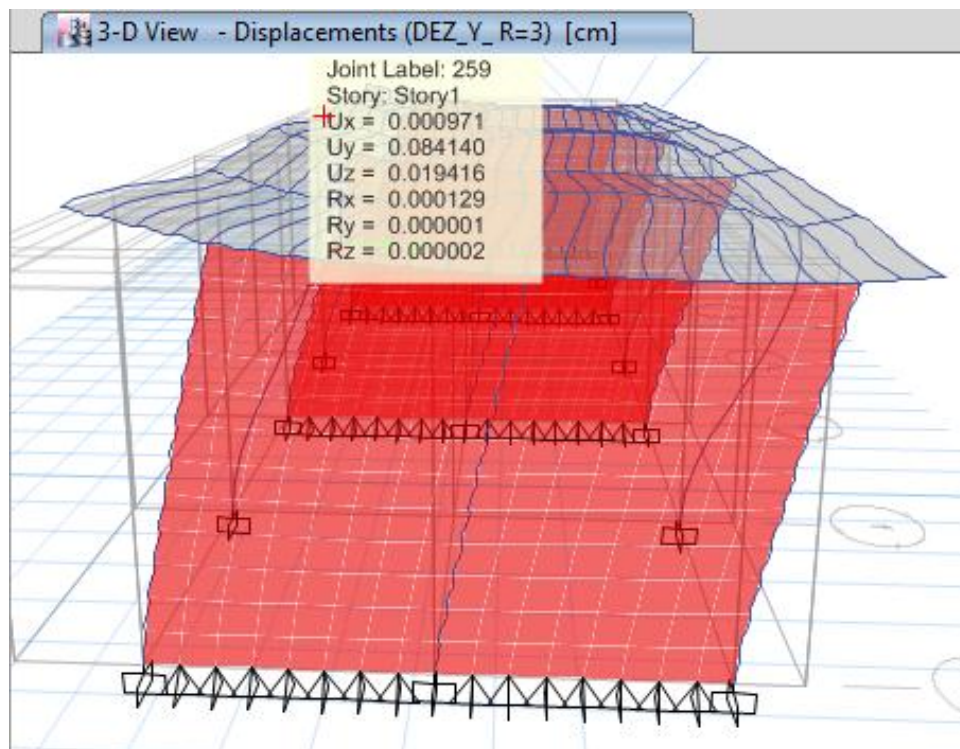 3-D View - Displacements (DEZ_Y_ R=3) [cm]
Joint Label: 259
Story: Story1
Ux = 0.000971
Uy = 0.084140
Uz = 0.019416
Rx = 0.000129
Ry = 0.000001
Rz = 0.000002